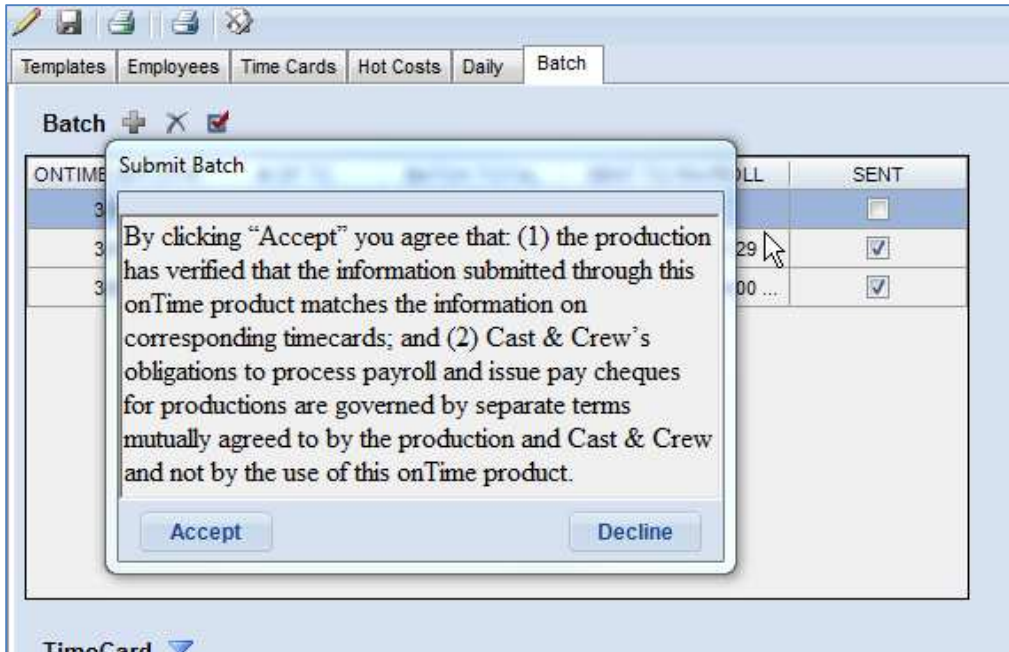 Templates Employees Time Cards Hot Costs Daily Batch
Batch
ONTIME LL SENT
Submit Batch
3
3 29
3 00 ...
By clicking “Accept” you agree that: (1) the production
has verified that the information submitted through this
onTime product matches the information on
corresponding timecards; and (2) Cast & Crew’s
obligations to process payroll and issue pay cheques
for productions are governed by separate terms
mutually agreed to by the production and Cast & Crew
and not by the use of this onTime product.
Accept Decline
TimeCard